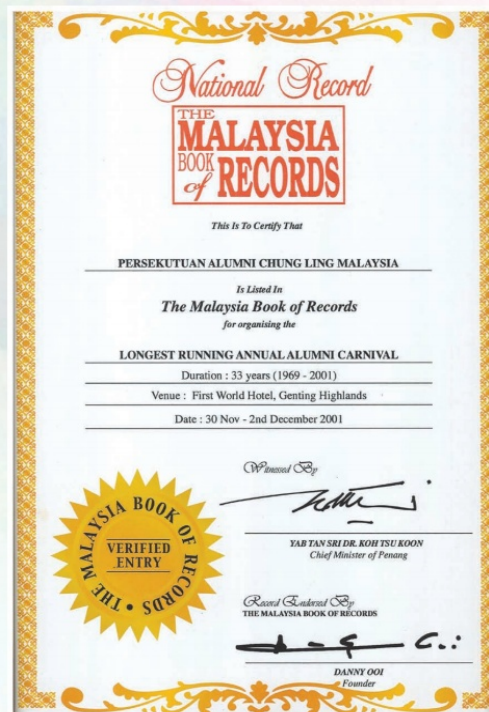 National Record
THE
MALAYSIA
BOOK
of RECORDS
This Is To Certify That
PERSEKUTUAN ALUMNI CHUNG LING MALAYSIA
Is Listed In
The Malaysia Book of Records
for organising the
LONGEST RUNNING ANNUAL ALUMNI CARNIVAL
Duration : 33 years (1969 - 2001)
Venue : First World Hotel, Genting Highlands
Date : 30 Nov - 2nd December 2001
Witnessed By
YAB TAN SRI DR. KOH TSU KOON
Chief Minister of Penang
THE MALAYSIA BOOK OF RECORDS •
VERIFIED
ENTRY
Record Endorsed By
THE MALAYSIA BOOK OF RECORDS
DANNY OOI
Founder